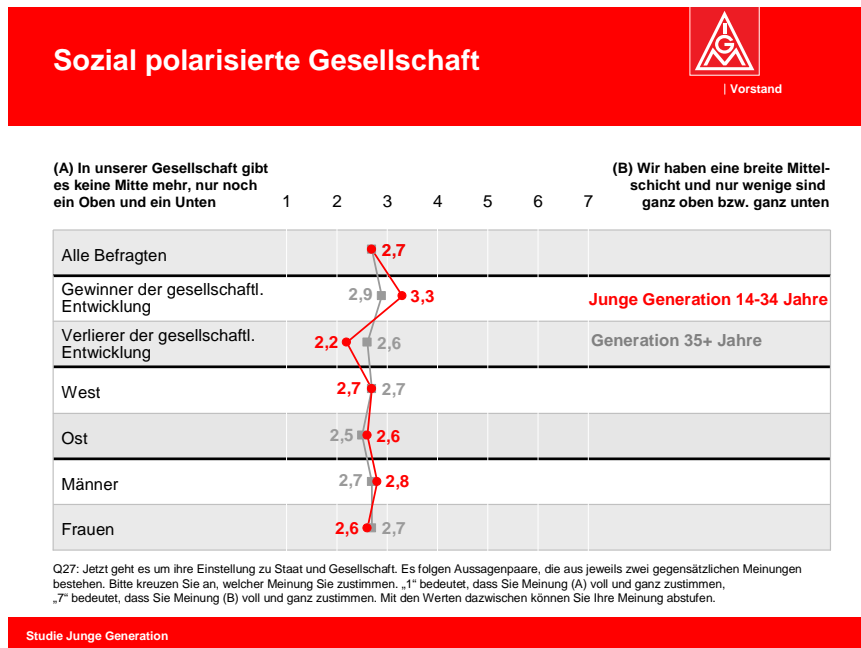 Sozial polarisierte Gesellschaft
IGM
| Vorstand
(A) In unserer Gesellschaft gibt
es keine Mitte mehr, nur noch
ein Oben und ein Unten
1 2 3 4 5 6 7
(B) Wir haben eine breite Mittel-
schicht und nur wenige sind
ganz oben bzw. ganz unten
Alle Befragten
2,7
Gewinner der gesellschaftl.
Entwicklung
2,9 3,3
Junge Generation 14-34 Jahre
Verlierer der gesellschaftl.
Entwicklung
2,2 2,6
Generation 35+ Jahre
West
2,7 2,7
Ost
2,5 2,6
Männer
2,7 2,8
Frauen
2,6 2,7
Q27: Jetzt geht es um ihre Einstellung zu Staat und Gesellschaft. Es folgen Aussagenpaare, die aus jeweils zwei gegensätzlichen Meinungen
bestehen. Bitte kreuzen Sie an, welcher Meinung Sie zustimmen. „1“ bedeutet, dass Sie Meinung (A) voll und ganz zustimmen,
„7“ bedeutet, dass Sie Meinung (B) voll und ganz zustimmen. Mit den Werten dazwischen können Sie Ihre Meinung abstufen.
Studie Junge Generation